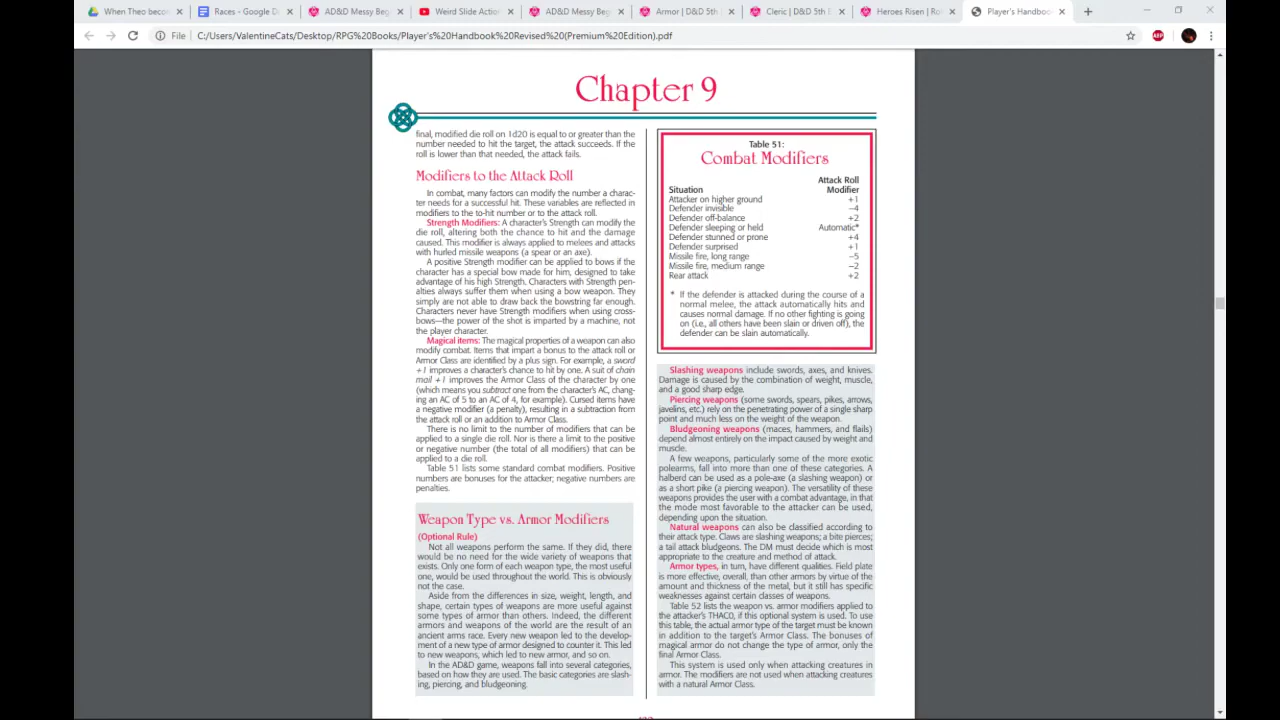 When Theo becom
Races - Google D
AD&D Messy Beg
Weird Slide Action
AD&D Messy Begi
Armor | D&D 5th
Cleric | D&D 5th E
Heroes Risen | Rol
Player's Handbook
File
C:/Users/ValentineCats/Desktop/RPG%20Books/Player's%20Handbook%20Revised%20(Premium%20Edition).pdf
ABP
Chapter 9
final, modified die roll on 1d20 is equal to or greater than the
number needed to hit the target, the attack succeeds. If the
roll is lower than that needed, the attack fails.
Modifiers to the Attack Roll
In combat, many factors can modify the number a charac-
ter needs for a successful hit. These variables are reflected in
modifiers to the to-hit number or to the attack roll.
Strength Modifiers: A character's Strength can modify the
die roll, altering both the chance to hit and the damage
caused. This modifier is always applied to melees and attacks
with hurled missile weapons (a spear or an axe).
A positive Strength modifier can be applied to bows if the
character has a special bow made for him, designed to take
advantage of his high Strength. Characters with Strength pen-
alties always suffer them when using a bow weapon. They
simply are not able to draw back the bowstring far enough.
Characters never have Strength modifiers when using cross-
bows—the power of the shot is imparted by a machine, not
the player character.
Magical items: The magical properties of a weapon can also
modify combat. Items that impart a bonus to the attack roll or
Armor Class are identified by a plus sign. For example, a sword
+1 improves a character's chance to hit by one. A suit of chain
mail +1 improves the Armor Class of the character by one
(which means you subtract one from the character's AC, chang-
ing an AC of 5 to an AC of 4, for example). Cursed items have
a negative modifier (a penalty), resulting in a subtraction from
the attack roll or an addition to Armor Class.
There is no limit to the number of modifiers that can be
applied to a single die roll. Nor is there a limit to the positive
or negative number (the total of all modifiers) that can be
applied to a die roll.
Table 51 lists some standard combat modifiers. Positive
numbers are bonuses for the attacker; negative numbers are
penalties.
Weapon Type vs. Armor Modifiers
(Optional Rule)
Not all weapons perform the same. If they did, there
would be no need for the wide variety of weapons that
exists. Only one form of each weapon type, the most useful
one, would be used throughout the world. This is obviously
not the case.
Aside from the differences in size, weight, length, and
shape, certain types of weapons are more useful against
some types of armor than others. Indeed, the different
armors and weapons of the world are the result of an
ancient arms race. Every new weapon led to the develop-
ment of a new type of armor designed to counter it. This led
to new weapons, which led to new armor, and so on.
In the AD&D game, weapons fall into several categories,
based on how they are used. The basic categories are slash-
ing, piercing, and bludgeoning.
Table 51:
Combat Modifiers
Attack Roll
Situation Modifier
Attacker on higher ground +1
Defender invisible –4
Defender off-balance +2
Defender sleeping or held Automatic*
Defender stunned or prone +4
Defender surprised +1
Missile fire, long range –5
Missile fire, medium range –2
Rear attack +2
* If the defender is attacked during the course of a
normal melee, the attack automatically hits and
causes normal damage. If no other fighting is going
on (i.e., all others have been slain or driven off), the
defender can be slain automatically.
Slashing weapons include swords, axes, and knives.
Damage is caused by the combination of weight, muscle,
and a good sharp edge.
Piercing weapons (some swords, spears, pikes, arrows,
javelins, etc.) rely on the penetrating power of a single sharp
point and much less on the weight of the weapon.
Bludgeoning weapons (maces, hammers, and flails)
depend almost entirely on the impact caused by weight and
muscle.
A few weapons, particularly some of the more exotic
polearms, fall into more than one of these categories. A
halberd can be used as a pole-axe (a slashing weapon) or
as a short pike (a piercing weapon). The versatility of these
weapons provides the user with a combat advantage, in that
the mode most favorable to the attacker can be used,
depending upon the situation.
Natural weapons can also be classified according to
their attack type. Claws are slashing weapons; a bite pierces;
a tail attack bludgeons. The DM must decide which is most
appropriate to the creature and method of attack.
Armor types, in turn, have different qualities. Field plate
is more effective, overall, than other armors by virtue of the
amount and thickness of the metal, but it still has specific
weaknesses against certain classes of weapons.
Table 52 lists the weapon vs. armor modifiers applied to
the attacker's THAC0, if this optional system is used. To use
this table, the actual armor type of the target must be known
in addition to the target's Armor Class. The bonuses of
magical armor do not change the type of armor, only the
final Armor Class.
This system is used only when attacking creatures in
armor. The modifiers are not used when attacking creatures
with a natural Armor Class.